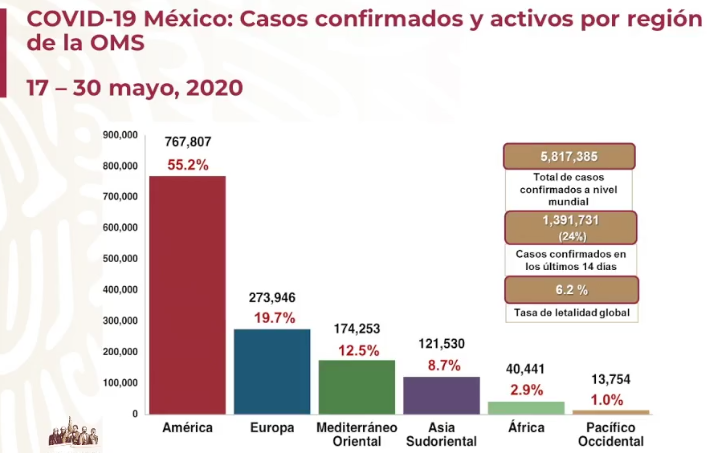 COVID-19 México: Casos confirmados y activos por región
de la OMS
17 – 30 mayo, 2020
900,000
800,000
700,000
600,000
500,000
400,000
300,000
200,000
100,000
0
767,807
55.2%
273,946
19.7%
174,253
12.5%
121,530
8.7%
40,441
2.9%
13,754
1.0%
América
Europa
Mediterráneo
Oriental
Asia
Sudoriental
África
Pacífico
Occidental
5,817,385
Total de casos
confirmados a nivel
mundial
1,391,731
(24%)
Casos confirmados en
los últimos 14 días
6.2 %
Tasa de letalidad global